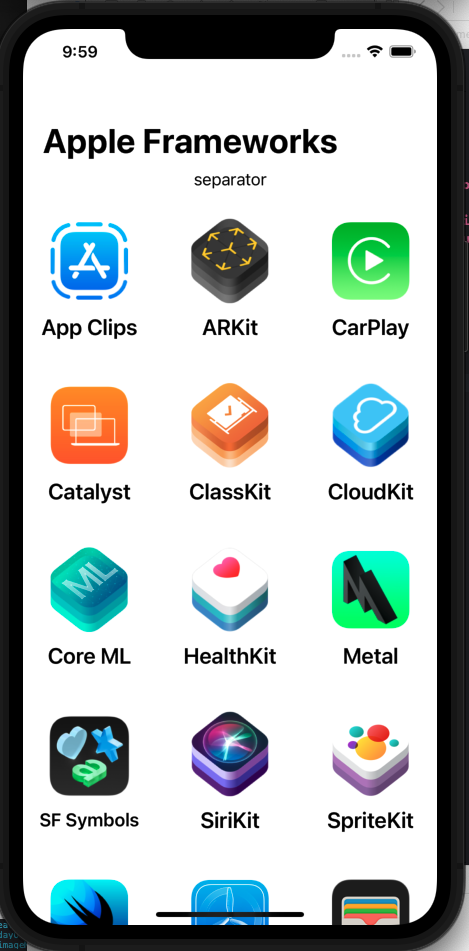 9:59
Apple Frameworks
separator
App Clips
ARKit
CarPlay
Catalyst
ClassKit
CloudKit
ML
Core ML
HealthKit
Metal
a
SF Symbols
SiriKit
SpriteKit